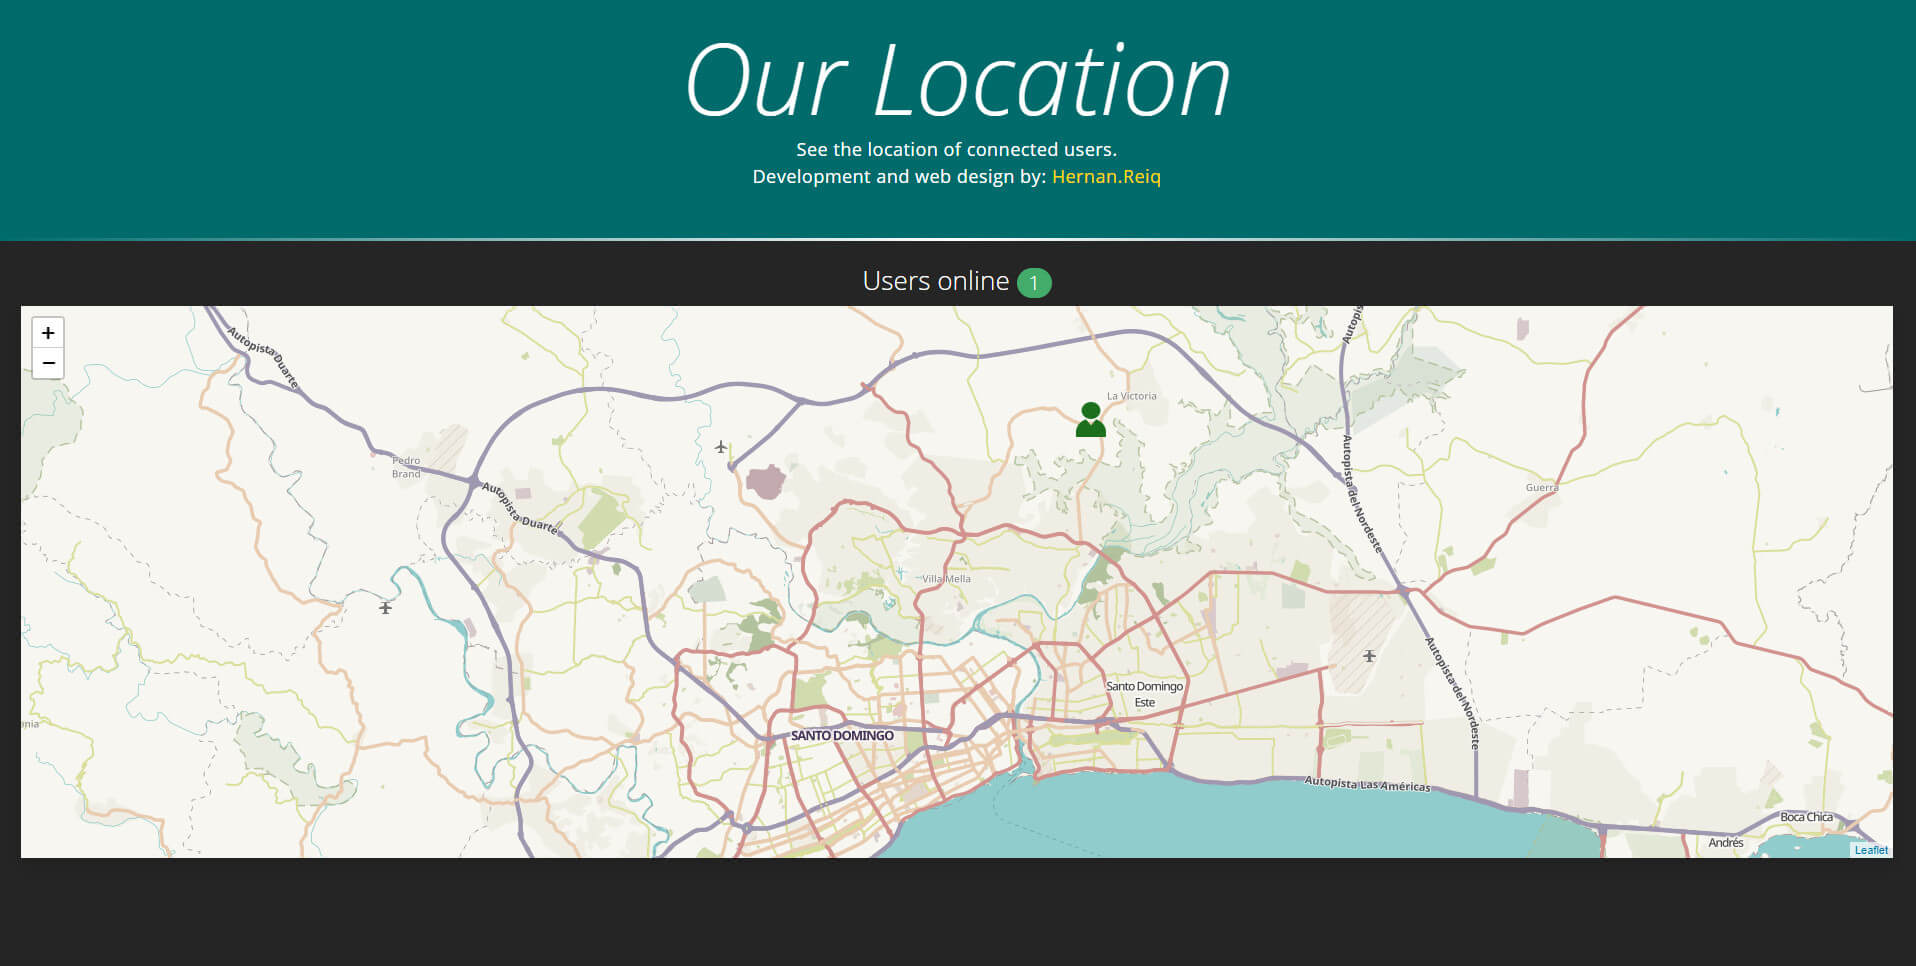 Our Location
See the location of connected users.
Development and web design by: Hernan.Reiq
Users online 1
+
−
Autopista Duarte
Autopis
La Victoria
Pedro
Brand
Autopista Duarte
Autopista del Nordeste
Guerra
Villa Mella
Autopista del Nordeste
Santo Domingo
Este
nia
SANTO DOMINGO
Autopista Las Américas
Boca Chica
Andrés
Leaflet